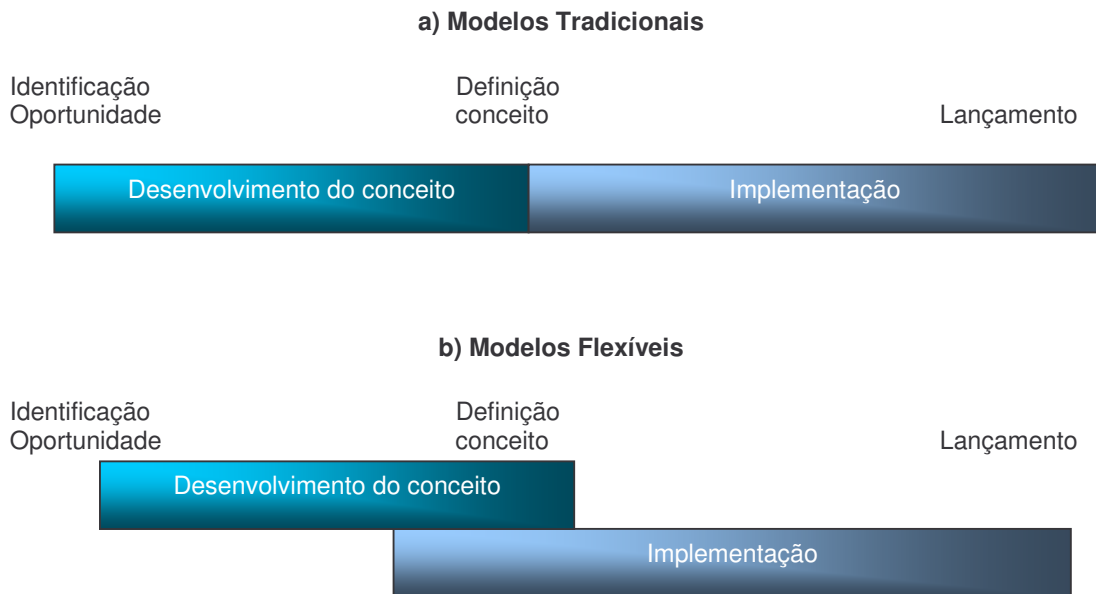 a) Modelos Tradicionais
Identificação
Oportunidade
Definição
conceito
Lançamento
Desenvolvimento do conceito
Implementação
b) Modelos Flexíveis
Identificação
Oportunidade
Definição
conceito
Lançamento
Desenvolvimento do conceito
Implementação